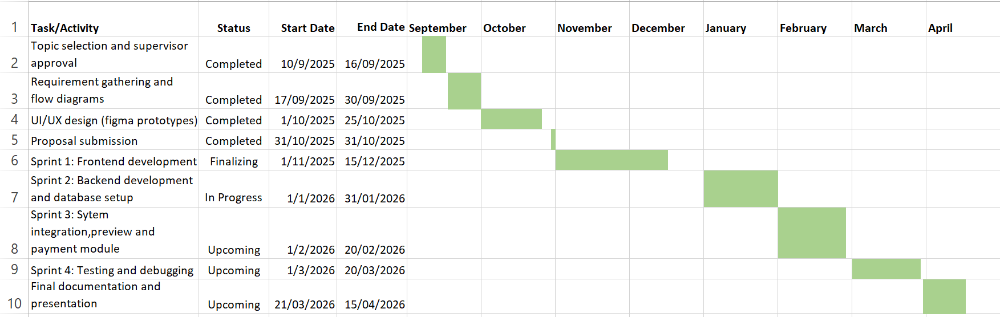 1 Task/Activity Status Start Date End Date September October November December January February March April
Topic selection and supervisor
2 approval Completed 10/9/2025 16/09/2025
Requirement gathering and
3 flow diagrams Completed 17/09/2025 30/09/2025
4 UI/UX design (figma prototypes) Completed 1/10/2025 25/10/2025
5 Proposal submission Completed 31/10/2025 31/10/2025
6 Sprint 1: Frontend development Finalizing 1/11/2025 15/12/2025
Sprint 2: Backend development
7 and database setup In Progress 1/1/2026 31/01/2026
Sprint 3: Sytem
integration,preview and
8 payment module Upcoming 1/2/2026 20/02/2026
9 Sprint 4: Testing and debugging Upcoming 1/3/2026 20/03/2026
Final documentation and
10 presentation Upcoming 21/03/2026 15/04/2026